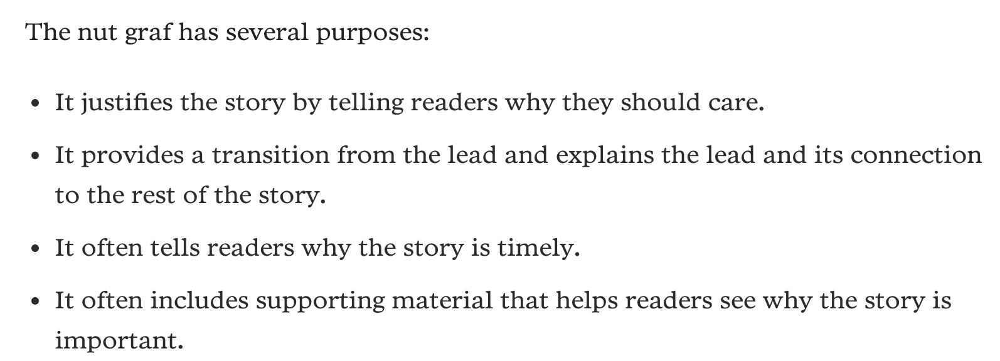 The nut graf has several purposes:
• It justifies the story by telling readers why they should care.
• It provides a transition from the lead and explains the lead and its connection
to the rest of the story.
• It often tells readers why the story is timely.
• It often includes supporting material that helps readers see why the story is
important.